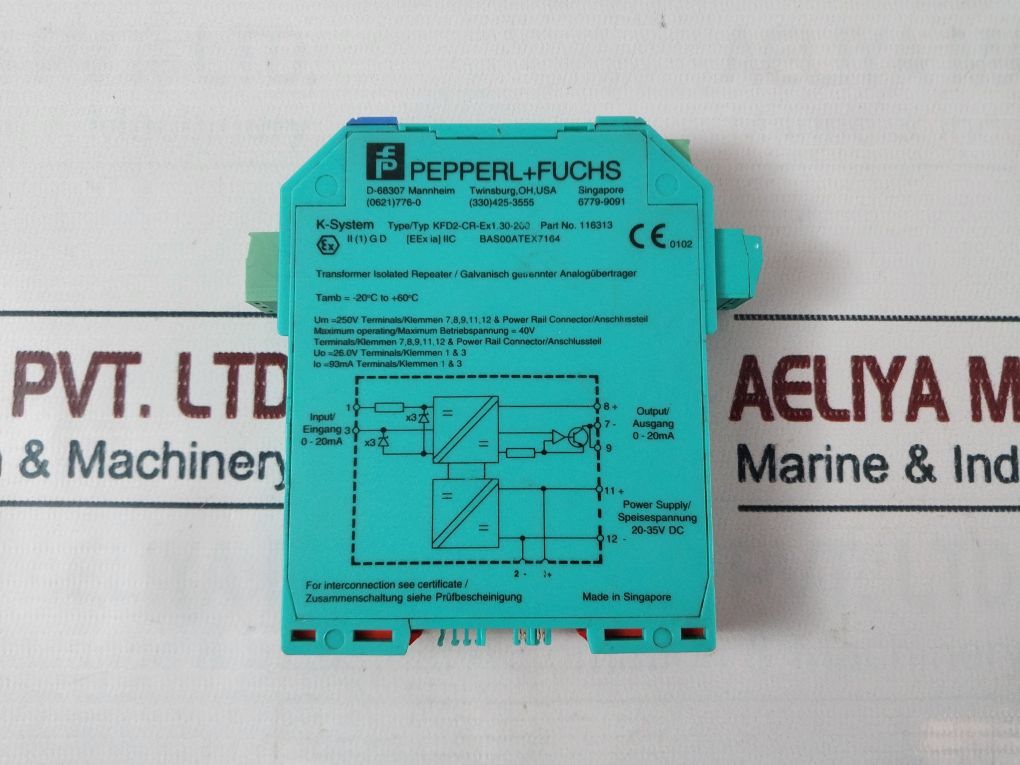 PEPPERL+FUCHS
D-68307 Mannheim Twinsburg,OH,USA Singapore
(0621)776-0 (330)425-3555 6779-9091
K-System Type/Typ KFD2-CR-Ex1.30-200 Part No. 116313
Ex II (1) G D [EEx ia] IIC BAS00ATEX7164 CE 0102
Transformer Isolated Repeater / Galvanisch getrennter Analogübertrager
Tamb = -20°C to +60°C
Um =250V Terminals/Klemmen 7,8,9,11,12 & Power Rail Connector/Anschlussteil
Maximum operating/Maximum Betriebspannung = 40V
Terminals/Klemmen 7,8,9,11,12 & Power Rail Connector/Anschlussteil
Uo =26.0V Terminals/Klemmen 1 & 3
Io =93mA Terminals/Klemmen 1 & 3
1
x3
Input/
Eingang
0 - 20mA
3
x3
8 +
7 -
9
Output/
Ausgang
0 - 20mA
11 +
Power Supply/
Speisespannung
20-35V DC
12 -
2 -
+
For interconnection see certificate /
Zusammenschaltung siehe Prüfbescheinigung
Made in Singapore
PVT. LTD
& Machinery
AELIYA M
Marine & Ind